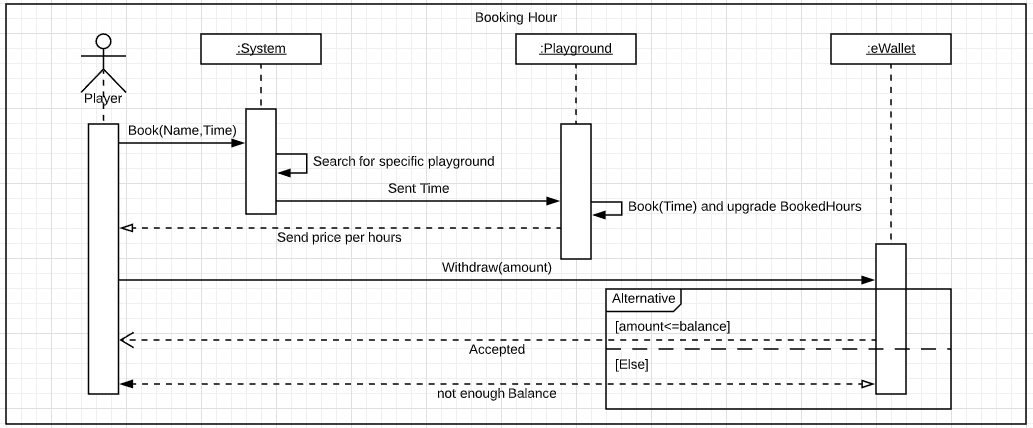 Booking Hour
:System
:Playground
:eWallet
Player
Book(Name,Time)
Search for specific playground
Sent Time
Book(Time) and upgrade BookedHours
Send price per hours
Withdraw(amount)
Alternative
[amount<=balance]
Accepted
[Else]
not enough Balance